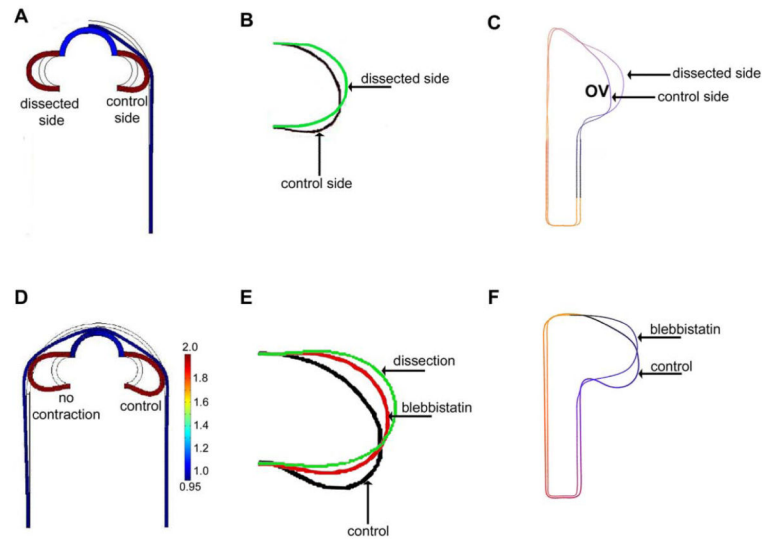 A
dissected
side
control
side
B
dissected side
control side
C
dissected side
OV
control side
D
no
contraction
control
2.0
1.8
1.6
1.4
1.2
1.0
0.95
E
dissection
blebbistatin
control
F
blebbistatin
control